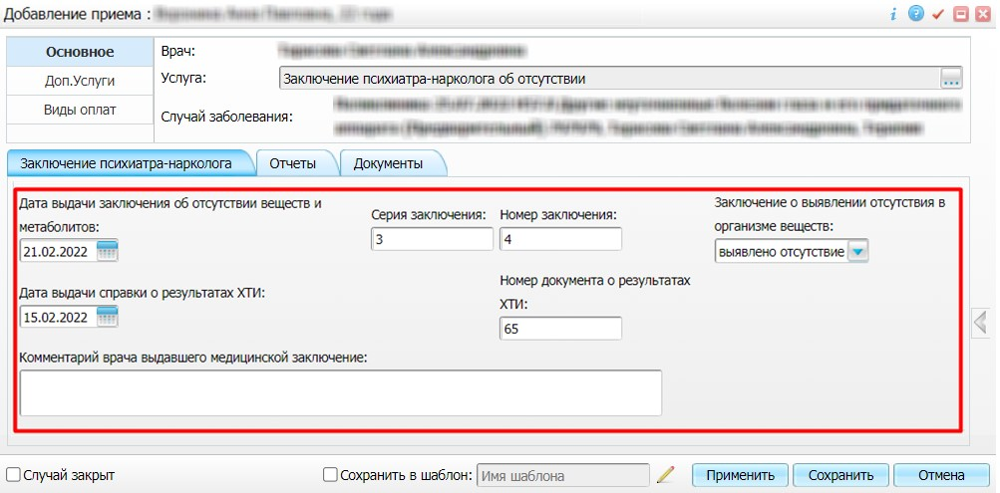 Добавление приема :
Основное
Доп.Услуги
Виды оплат
Врач:
Услуга: Заключение психиатра-нарколога об отсутствии ...
Случай заболевания:
Заключение психиатра-нарколога Отчеты Документы
Дата выдачи заключения об отсутствии веществ и
метаболитов:
21.02.2022
Серия заключения:
3
Номер заключения:
4
Заключение о выявлении отсутствия в
организме веществ:
выявлено отсутствие
Дата выдачи справки о результатах ХТИ:
15.02.2022
Номер документа о результатах
ХТИ:
65
Комментарий врача выдавшего медицинской заключение:
Случай закрыт Сохранить в шаблон: Имя шаблона Применить Сохранить Отмена